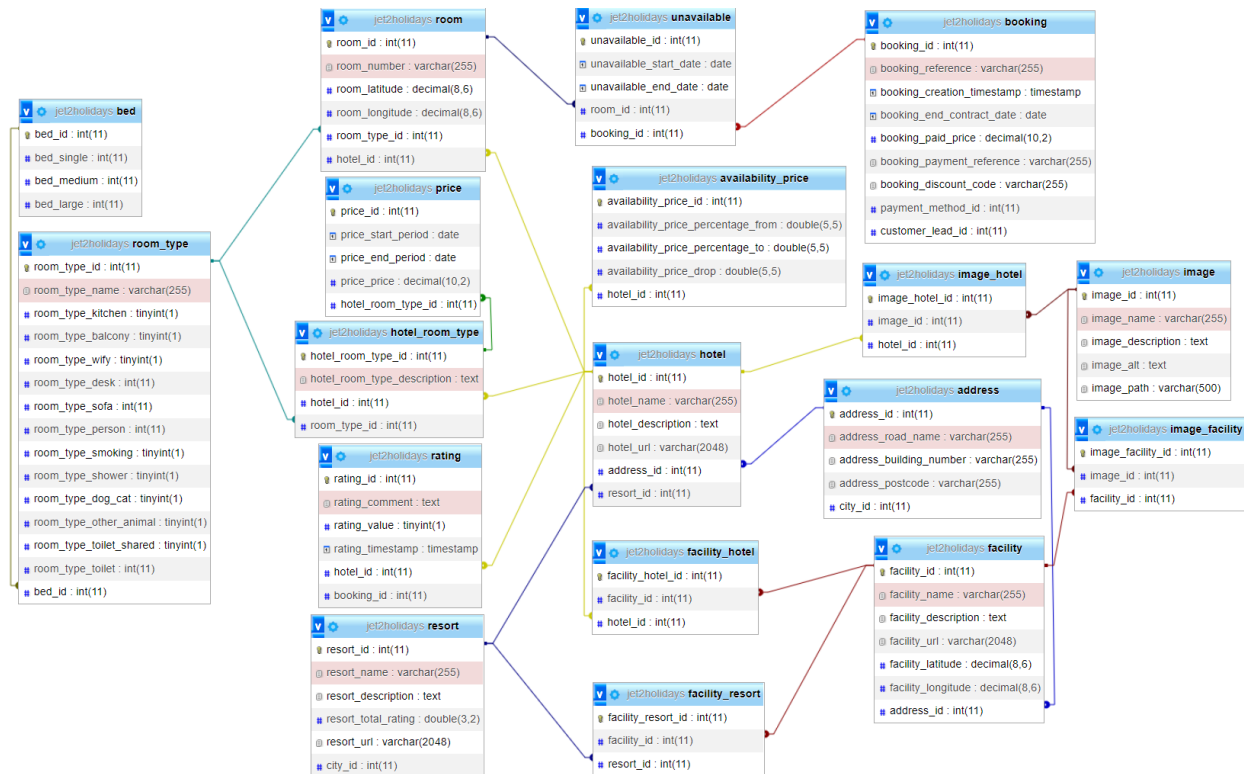 jet2holidays bed
bed_id : int(11)
bed_single : int(11)
bed_medium : int(11)
bed_large : int(11)
jet2holidays room_type
room_type_id : int(11)
room_type_name : varchar(255)
room_type_kitchen : tinyint(1)
room_type_balcony : tinyint(1)
room_type_wify : tinyint(1)
room_type_desk : int(11)
room_type_sofa : int(11)
room_type_person : int(11)
room_type_smoking : tinyint(1)
room_type_shower : tinyint(1)
room_type_dog_cat : tinyint(1)
room_type_other_animal : tinyint(1)
room_type_toilet_shared : tinyint(1)
room_type_toilet : int(11)
bed_id : int(11)
jet2holidays room
room_id : int(11)
room_number : varchar(255)
room_latitude : decimal(8,6)
room_longitude : decimal(8,6)
room_type_id : int(11)
hotel_id : int(11)
jet2holidays price
price_id : int(11)
price_start_period : date
price_end_period : date
price_price : decimal(10,2)
hotel_room_type_id : int(11)
jet2holidays hotel_room_type
hotel_room_type_id : int(11)
hotel_room_type_description : text
hotel_id : int(11)
room_type_id : int(11)
jet2holidays rating
rating_id : int(11)
rating_comment : text
rating_value : tinyint(1)
rating_timestamp : timestamp
hotel_id : int(11)
booking_id : int(11)
jet2holidays resort
resort_id : int(11)
resort_name : varchar(255)
resort_description : text
resort_total_rating : double(3,2)
resort_url : varchar(2048)
city_id : int(11)
jet2holidays unavailable
unavailable_id : int(11)
unavailable_start_date : date
unavailable_end_date : date
room_id : int(11)
booking_id : int(11)
jet2holidays availability_price
availability_price_id : int(11)
availability_price_percentage_from : double(5,5)
availability_price_percentage_to : double(5,5)
availability_price_drop : double(5,5)
hotel_id : int(11)
jet2holidays hotel
hotel_id : int(11)
hotel_name : varchar(255)
hotel_description : text
hotel_url : varchar(2048)
address_id : int(11)
resort_id : int(11)
jet2holidays facility_hotel
facility_hotel_id : int(11)
facility_id : int(11)
hotel_id : int(11)
jet2holidays facility_resort
facility_resort_id : int(11)
facility_id : int(11)
resort_id : int(11)
jet2holidays booking
booking_id : int(11)
booking_reference : varchar(255)
booking_creation_timestamp : timestamp
booking_end_contract_date : date
booking_paid_price : decimal(10,2)
booking_payment_reference : varchar(255)
booking_discount_code : varchar(255)
payment_method_id : int(11)
customer_lead_id : int(11)
jet2holidays image_hotel
image_hotel_id : int(11)
image_id : int(11)
hotel_id : int(11)
jet2holidays address
address_id : int(11)
address_road_name : varchar(255)
address_building_number : varchar(255)
address_postcode : varchar(255)
city_id : int(11)
jet2holidays facility
facility_id : int(11)
facility_name : varchar(255)
facility_description : text
facility_url : varchar(2048)
facility_latitude : decimal(8,6)
facility_longitude : decimal(8,6)
address_id : int(11)
jet2holidays image
image_id : int(11)
image_name : varchar(255)
image_description : text
image_alt : text
image_path : varchar(500)
jet2holidays image_facility
image_facility_id : int(11)
image_id : int(11)
facility_id : int(11)